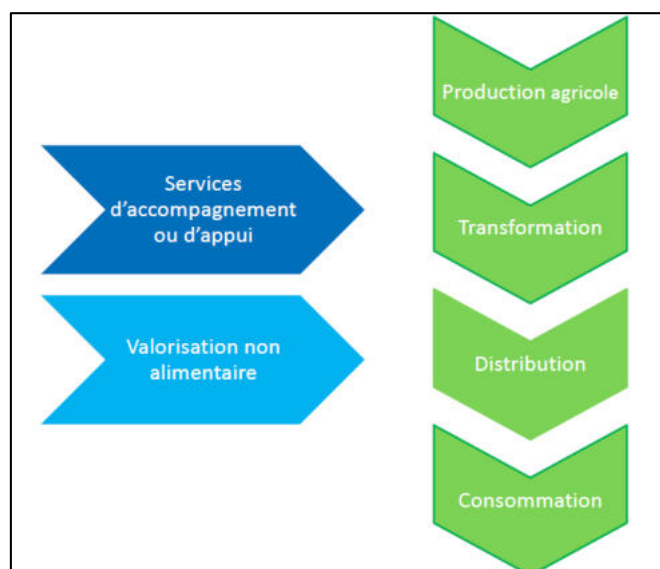 Production agricole
Services
d'accompagnement
ou d'appui
Transformation
Valorisation non
alimentaire
Distribution
Consommation